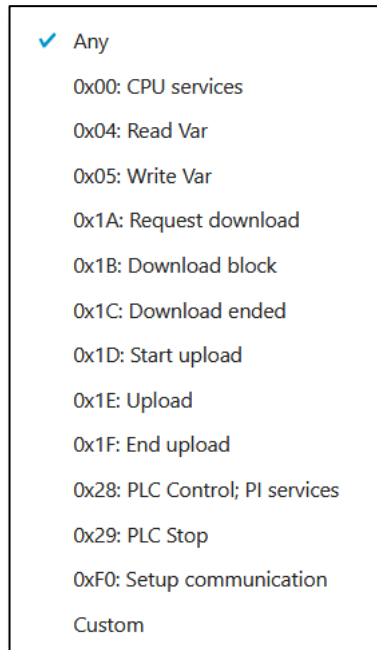 Any
0x00: CPU services
0x04: Read Var
0x05: Write Var
0x1A: Request download
0x1B: Download block
0x1C: Download ended
0x1D: Start upload
0x1E: Upload
0x1F: End upload
0x28: PLC Control; PI services
0x29: PLC Stop
0xF0: Setup communication
Custom